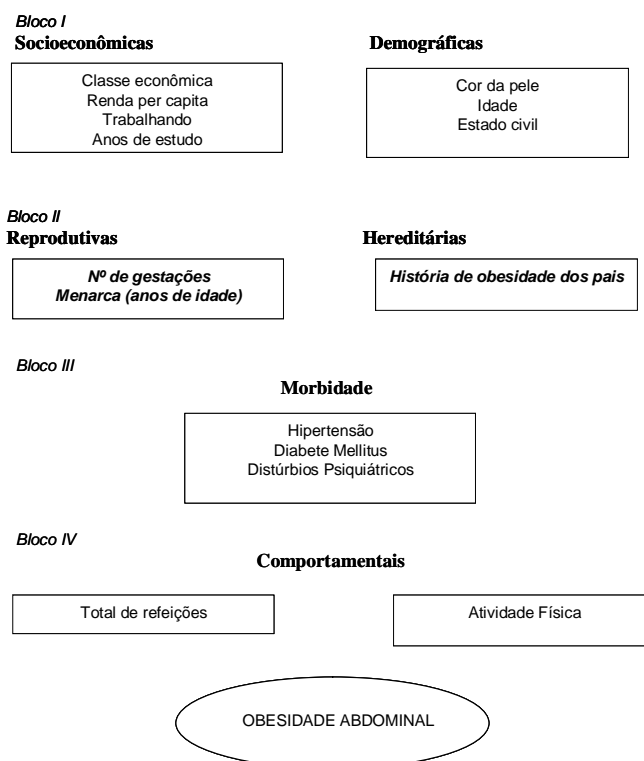 Bloco I
Socioeconômicas
Demográficas
Classe econômica
Renda per capita
Trabalhando
Anos de estudo
Cor da pele
Idade
Estado civil
Bloco II
Reprodutivas
Hereditárias
Nº de gestações
Menarca (anos de idade)
História de obesidade dos pais
Bloco III
Morbidade
Hipertensão
Diabete Mellitus
Distúrbios Psiquiátricos
Bloco IV
Comportamentais
Total de refeições
Atividade Física
OBESIDADE ABDOMINAL